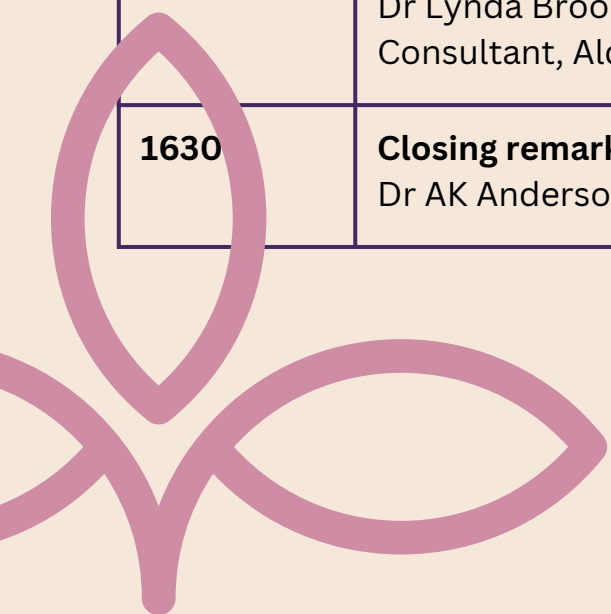 Dr Lynda Broo
Consultant, Alc
1630 Closing remark
Dr AK Anderso